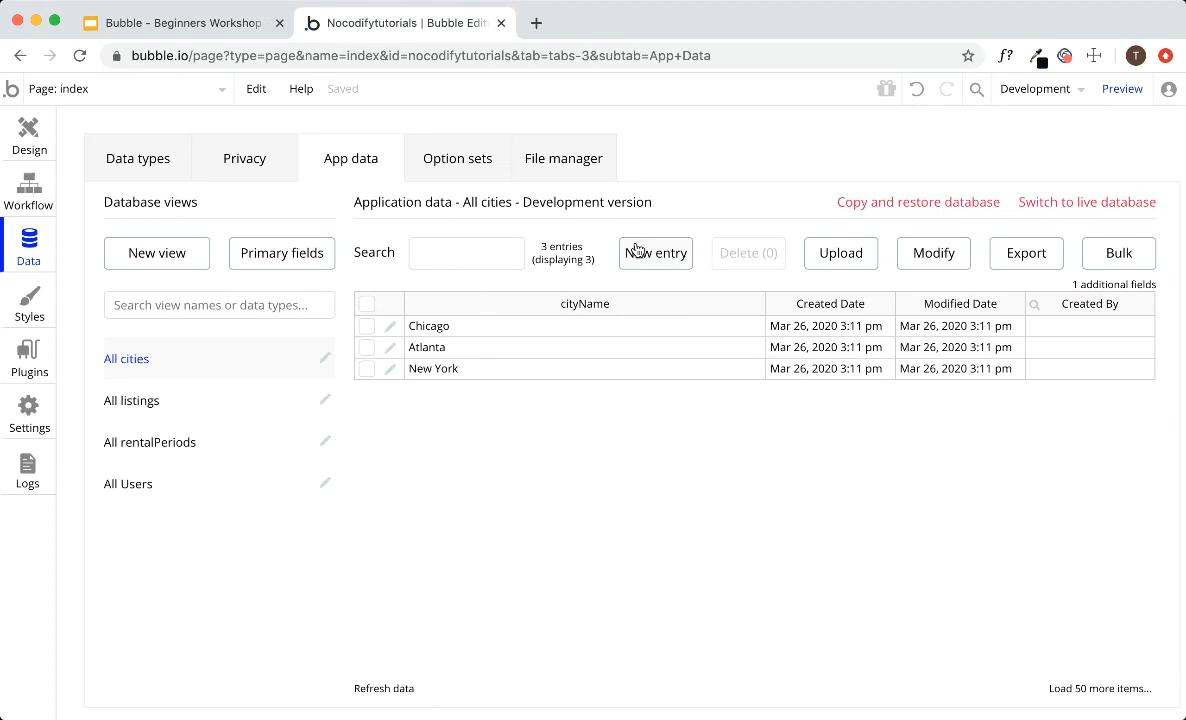 Bubble - Beginners Workshop
Nocodifytutorials | Bubble Edit
bubble.io/page?type=page&name=index&id=nocodifytutorials&tab=tabs-3&subtab=App+Data
f?
T
b
Page: index
Edit
Help
Saved
Development
Preview
Design
Workflow
Data
Styles
Plugins
Settings
Logs
Data types
Privacy
App data
Option sets
File manager
Database views
Application data - All cities - Development version
Copy and restore database
Switch to live database
New view
Primary fields
Search
3 entries
(displaying 3)
New entry
Delete (0)
Upload
Modify
Export
Bulk
1 additional fields
Search view names or data types...
cityName
Created Date
Modified Date
Created By
Chicago
Mar 26, 2020 3:11 pm
Mar 26, 2020 3:11 pm
Atlanta
Mar 26, 2020 3:11 pm
Mar 26, 2020 3:11 pm
New York
Mar 26, 2020 3:11 pm
Mar 26, 2020 3:11 pm
All cities
All listings
All rentalPeriods
All Users
Refresh data
Load 50 more items...